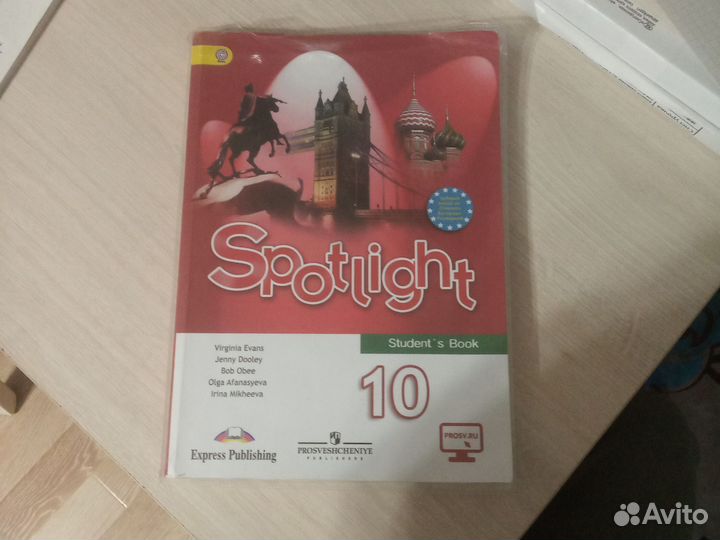 Spotlight
Student's Book
Virginia Evans
Jenny Dooley
Bob Obee
Olga Afanasyeva
Irina Mikheeva
10
PROSV.RU
Express Publishing
PROSVESHCHENIYE
PUBLISHERS
Avito